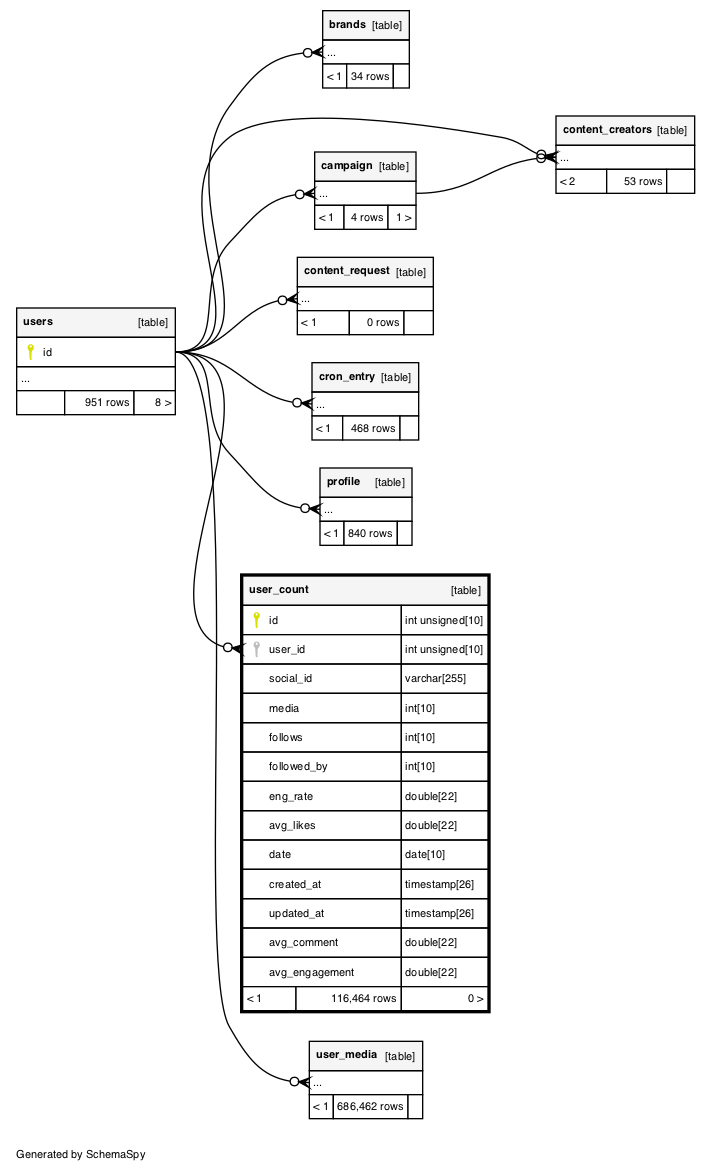 brands [table]
...
< 1 34 rows
content_creators [table]
...
< 2 53 rows
campaign [table]
...
< 1 4 rows 1 >
content_request [table]
...
< 1 0 rows
users [table]
id
...
951 rows 8 >
cron_entry [table]
...
< 1 468 rows
profile [table]
...
< 1 840 rows
user_count [table]
id int unsigned[10]
user_id int unsigned[10]
social_id varchar[255]
media int[10]
follows int[10]
followed_by int[10]
eng_rate double[22]
avg_likes double[22]
date date[10]
created_at timestamp[26]
updated_at timestamp[26]
avg_comment double[22]
avg_engagement double[22]
< 1 116,464 rows 0 >
user_media [table]
...
< 1 686,462 rows
Generated by SchemaSpy